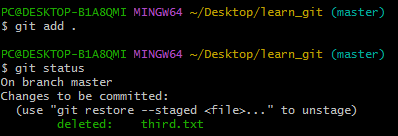 PC@DESKTOP-B1A8QMI MINGW64 ~/Desktop/learn_git (master)
$ git add .
PC@DESKTOP-B1A8QMI MINGW64 ~/Desktop/learn_git (master)
$ git status
On branch master
Changes to be committed:
  (use "git restore --staged <file>..." to unstage)
        deleted:    third.txt